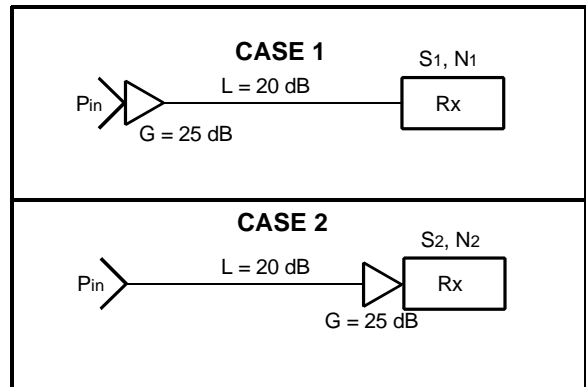 CASE 1
S1, N1
L = 20 dB
Pin
Rx
G = 25 dB
CASE 2
S2, N2
L = 20 dB
Pin
Rx
G = 25 dB